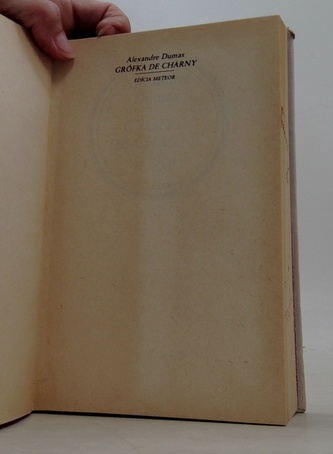 Alexandre Dumas
GRÓFKA DE CHARNY
EDÍCIA METEOR